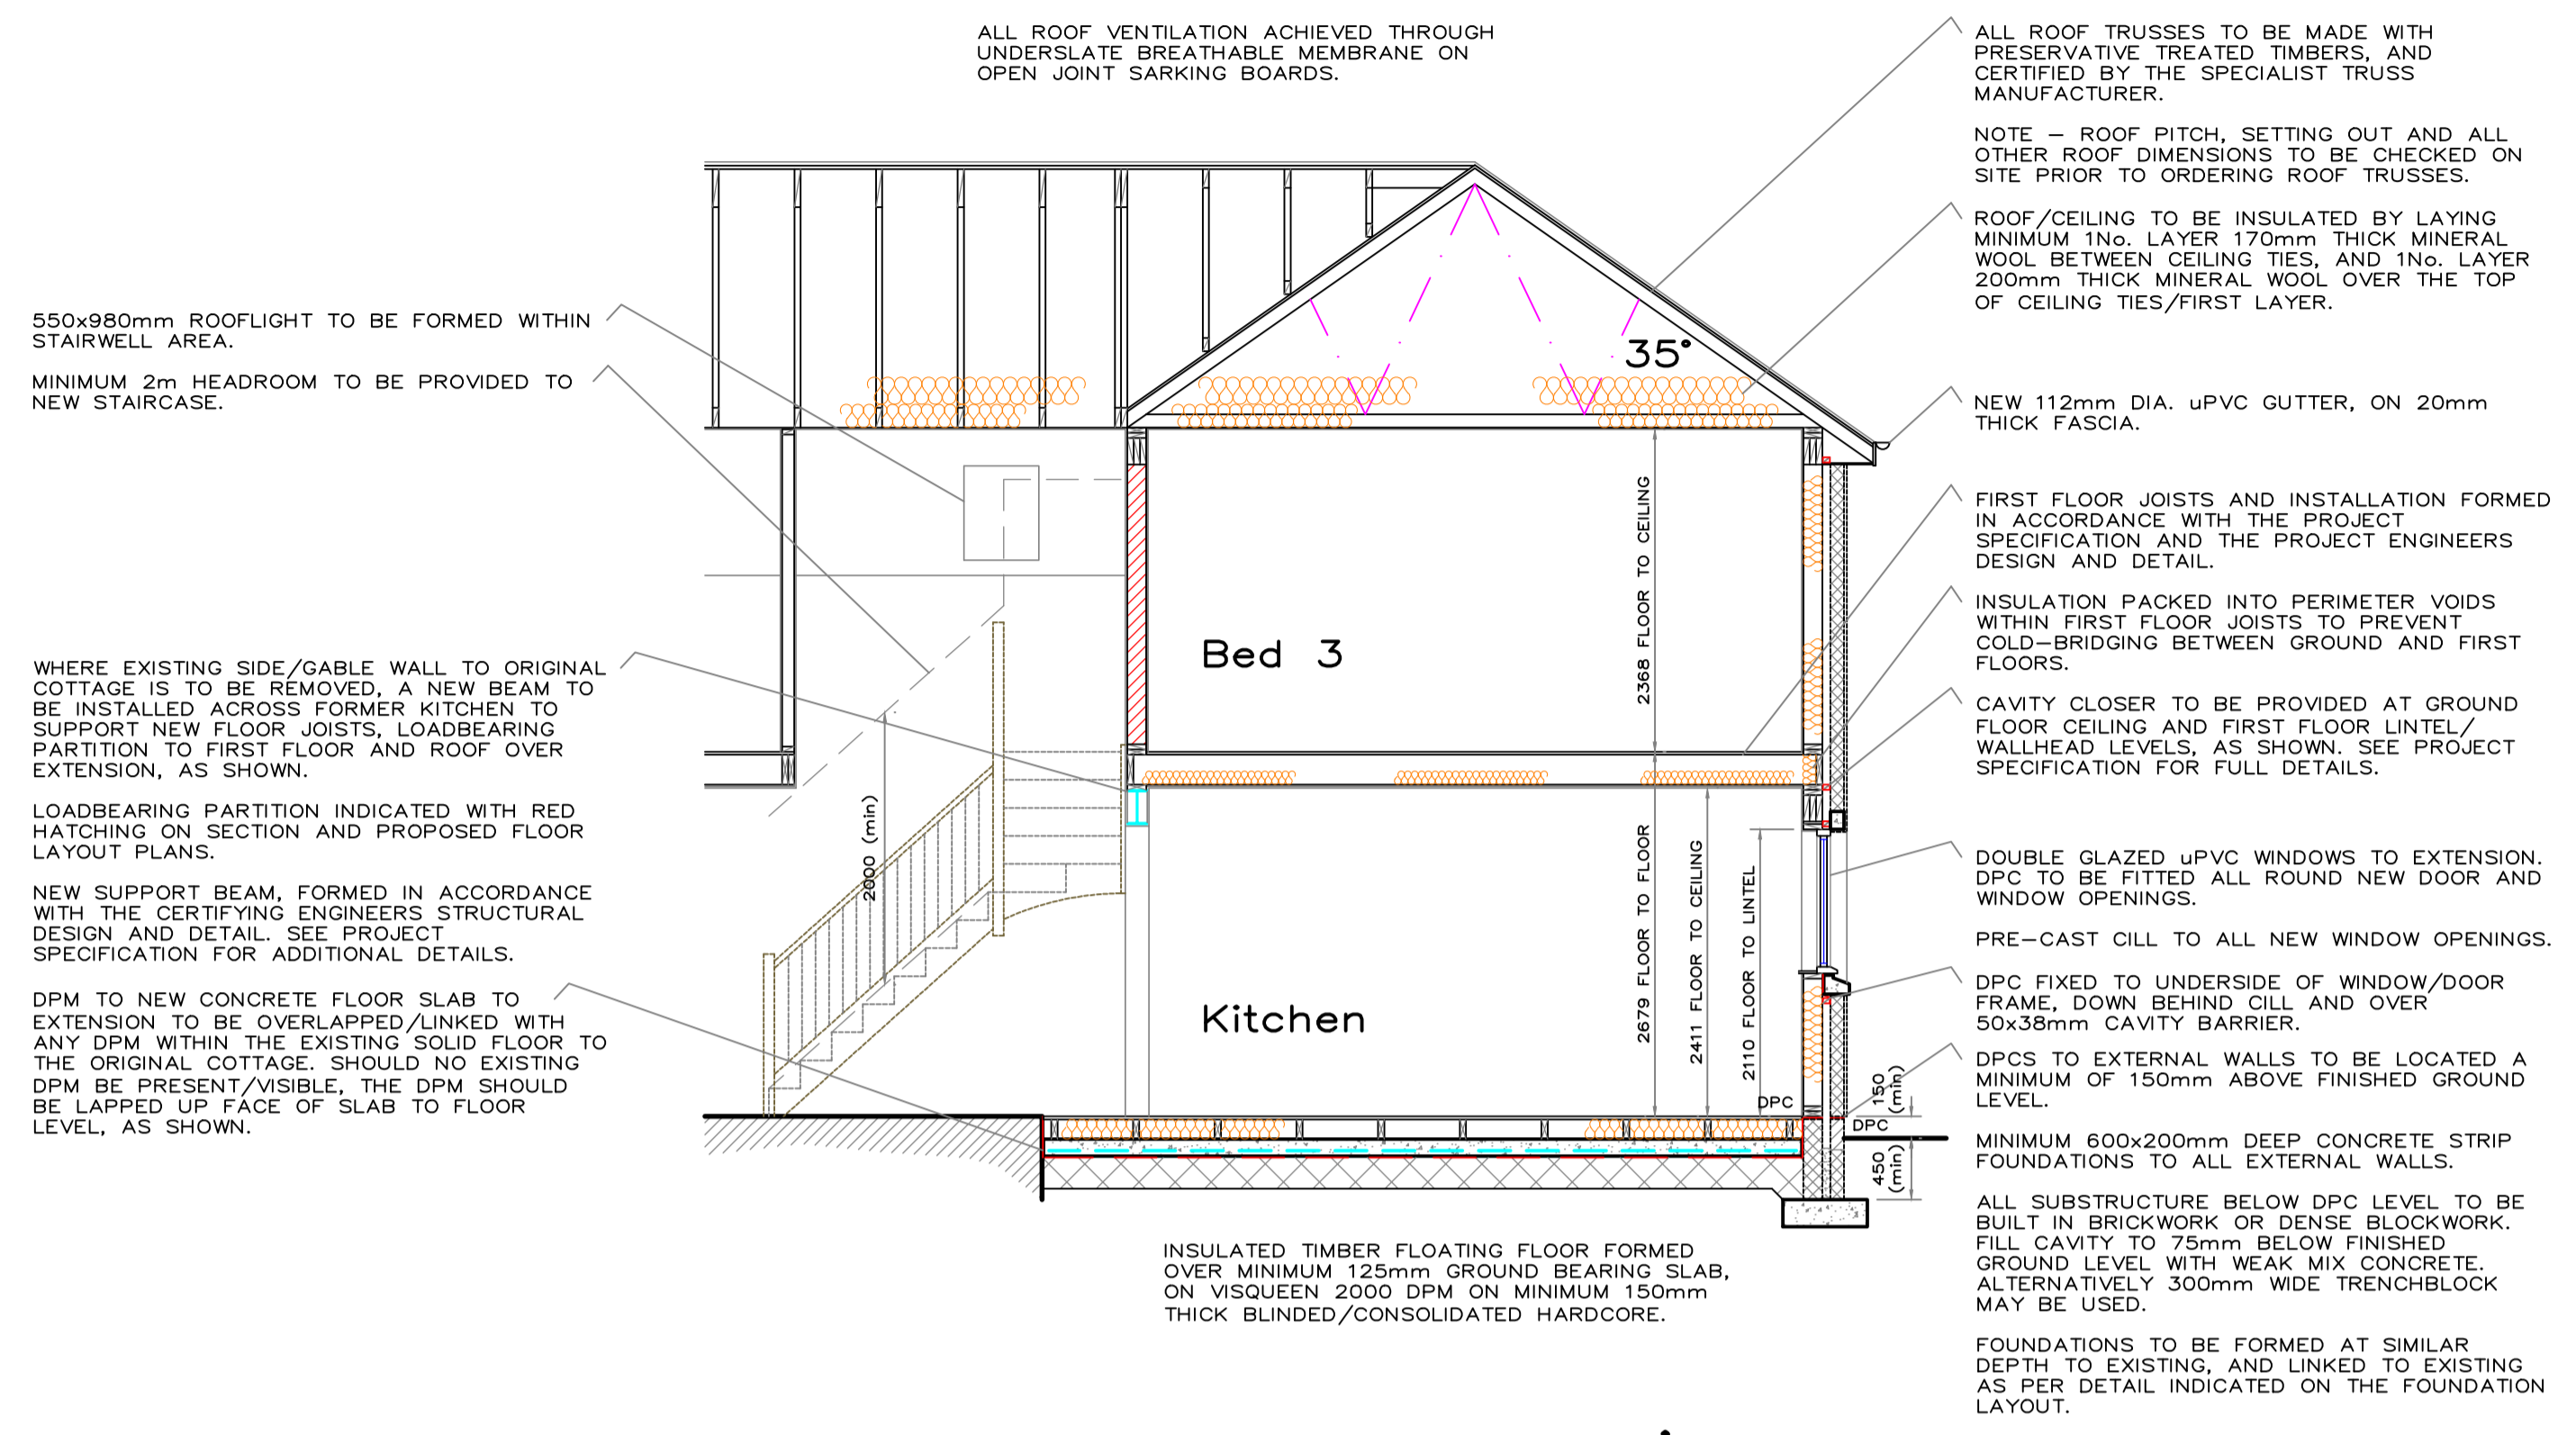 ALL ROOF VENTILATION ACHIEVED THROUGH
UNDERSLATE BREATHABLE MEMBRANE ON
OPEN JOINT SARKING BOARDS.
550x980mm ROOFLIGHT TO BE FORMED WITHIN
STAIRWELL AREA.
MINIMUM 2m HEADROOM TO BE PROVIDED TO
NEW STAIRCASE.
WHERE EXISTING SIDE/GABLE WALL TO ORIGINAL
COTTAGE IS TO BE REMOVED, A NEW BEAM TO
BE INSTALLED ACROSS FORMER KITCHEN TO
SUPPORT NEW FLOOR JOISTS, LOADBEARING
PARTITION TO FIRST FLOOR AND ROOF OVER
EXTENSION, AS SHOWN.
LOADBEARING PARTITION INDICATED WITH RED
HATCHING ON SECTION AND PROPOSED FLOOR
LAYOUT PLANS.
NEW SUPPORT BEAM, FORMED IN ACCORDANCE
WITH THE CERTIFYING ENGINEERS STRUCTURAL
DESIGN AND DETAIL. SEE PROJECT
SPECIFICATION FOR ADDITIONAL DETAILS.
DPM TO NEW CONCRETE FLOOR SLAB TO
EXTENSION TO BE OVERLAPPED/LINKED WITH
ANY DPM WITHIN THE EXISTING SOLID FLOOR TO
THE ORIGINAL COTTAGE. SHOULD NO EXISTING
DPM BE PRESENT/VISIBLE, THE DPM SHOULD
BE LAPPED UP FACE OF SLAB TO FLOOR
LEVEL, AS SHOWN.
35°
Bed 3
Kitchen
2000 (min)
2368 FLOOR TO CEILING
2679 FLOOR TO FLOOR
2411 FLOOR TO CEILING
2110 FLOOR TO LINTEL
DPC
DPC
150
(min)
450
(min)
INSULATED TIMBER FLOATING FLOOR FORMED
OVER MINIMUM 125mm GROUND BEARING SLAB,
ON VISQUEEN 2000 DPM ON MINIMUM 150mm
THICK BLINDED/CONSOLIDATED HARDCORE.
ALL ROOF TRUSSES TO BE MADE WITH
PRESERVATIVE TREATED TIMBERS, AND
CERTIFIED BY THE SPECIALIST TRUSS
MANUFACTURER.
NOTE – ROOF PITCH, SETTING OUT AND ALL
OTHER ROOF DIMENSIONS TO BE CHECKED ON
SITE PRIOR TO ORDERING ROOF TRUSSES.
ROOF/CEILING TO BE INSULATED BY LAYING
MINIMUM 1No. LAYER 170mm THICK MINERAL
WOOL BETWEEN CEILING TIES, AND 1No. LAYER
200mm THICK MINERAL WOOL OVER THE TOP
OF CEILING TIES/FIRST LAYER.
NEW 112mm DIA. uPVC GUTTER, ON 20mm
THICK FASCIA.
FIRST FLOOR JOISTS AND INSTALLATION FORMED
IN ACCORDANCE WITH THE PROJECT
SPECIFICATION AND THE PROJECT ENGINEERS
DESIGN AND DETAIL.
INSULATION PACKED INTO PERIMETER VOIDS
WITHIN FIRST FLOOR JOISTS TO PREVENT
COLD–BRIDGING BETWEEN GROUND AND FIRST
FLOORS.
CAVITY CLOSER TO BE PROVIDED AT GROUND
FLOOR CEILING AND FIRST FLOOR LINTEL/
WALLHEAD LEVELS, AS SHOWN. SEE PROJECT
SPECIFICATION FOR FULL DETAILS.
DOUBLE GLAZED uPVC WINDOWS TO EXTENSION.
DPC TO BE FITTED ALL ROUND NEW DOOR AND
WINDOW OPENINGS.
PRE–CAST CILL TO ALL NEW WINDOW OPENINGS.
DPC FIXED TO UNDERSIDE OF WINDOW/DOOR
FRAME, DOWN BEHIND CILL AND OVER
50x38mm CAVITY BARRIER.
DPCS TO EXTERNAL WALLS TO BE LOCATED A
MINIMUM OF 150mm ABOVE FINISHED GROUND
LEVEL.
MINIMUM 600x200mm DEEP CONCRETE STRIP
FOUNDATIONS TO ALL EXTERNAL WALLS.
ALL SUBSTRUCTURE BELOW DPC LEVEL TO BE
BUILT IN BRICKWORK OR DENSE BLOCKWORK.
FILL CAVITY TO 75mm BELOW FINISHED
GROUND LEVEL WITH WEAK MIX CONCRETE.
ALTERNATIVELY 300mm WIDE TRENCHBLOCK
MAY BE USED.
FOUNDATIONS TO BE FORMED AT SIMILAR
DEPTH TO EXISTING, AND LINKED TO EXISTING
AS PER DETAIL INDICATED ON THE FOUNDATION
LAYOUT.